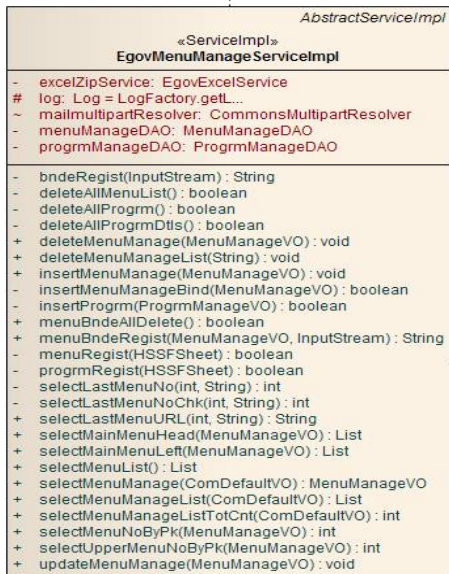 AbstractServiceImpl
«ServiceImpl»
EgovMenuManageServiceImpl
- excelZipService: EgovExcelService
# log: Log = LogFactory.getL...
~ mailmultipartResolver: CommonsMultipartResolver
- menuManageDAO: MenuManageDAO
- progrmManageDAO: ProgrmManageDAO
- bndeRegist(InputStream) : String
- deleteAllMenuList() : boolean
- deleteAllProgrm() : boolean
- deleteAllProgrmDtls() : boolean
+ deleteMenuManage(MenuManageVO) : void
+ deleteMenuManageList(String) : void
+ insertMenuManage(MenuManageVO) : void
- insertMenuManageBind(MenuManageVO) : boolean
- insertProgrm(ProgrmManageVO) : boolean
+ menuBndeAllDelete() : boolean
+ menuBndeRegist(MenuManageVO, InputStream) : String
- menuRegist(HSSFSheet) : boolean
- progrmRegist(HSSFSheet) : boolean
- selectLastMenuNo(int, String) : int
- selectLastMenuNoChk(int, String) : int
+ selectLastMenuURL(int, String) : String
+ selectMainMenuHead(MenuManageVO) : List
+ selectMainMenuLeft(MenuManageVO) : List
+ selectMenuList() : List
+ selectMenuManage(ComDefaultVO) : MenuManageVO
+ selectMenuManageList(ComDefaultVO) : List
+ selectMenuManageListTotCnt(ComDefaultVO) : int
+ selectMenuNoByPk(MenuManageVO) : int
+ selectUpperMenuNoByPk(MenuManageVO) : int
+ updateMenuManage(MenuManageVO) : void